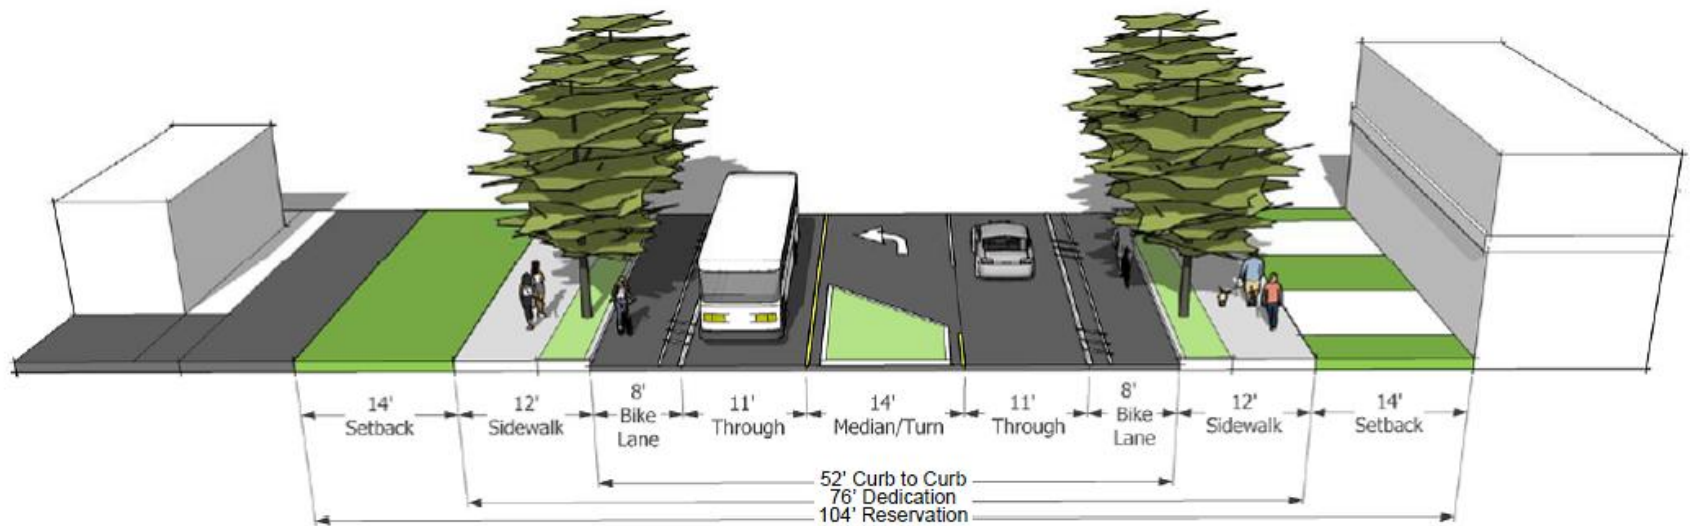 14'
Setback
12'
Sidewalk
8'
Bike
Lane
11'
Through
14'
Median/Turn
11'
Through
8'
Bike
Lane
12'
Sidewalk
14'
Setback
52' Curb to Curb
76' Dedication
104' Reservation